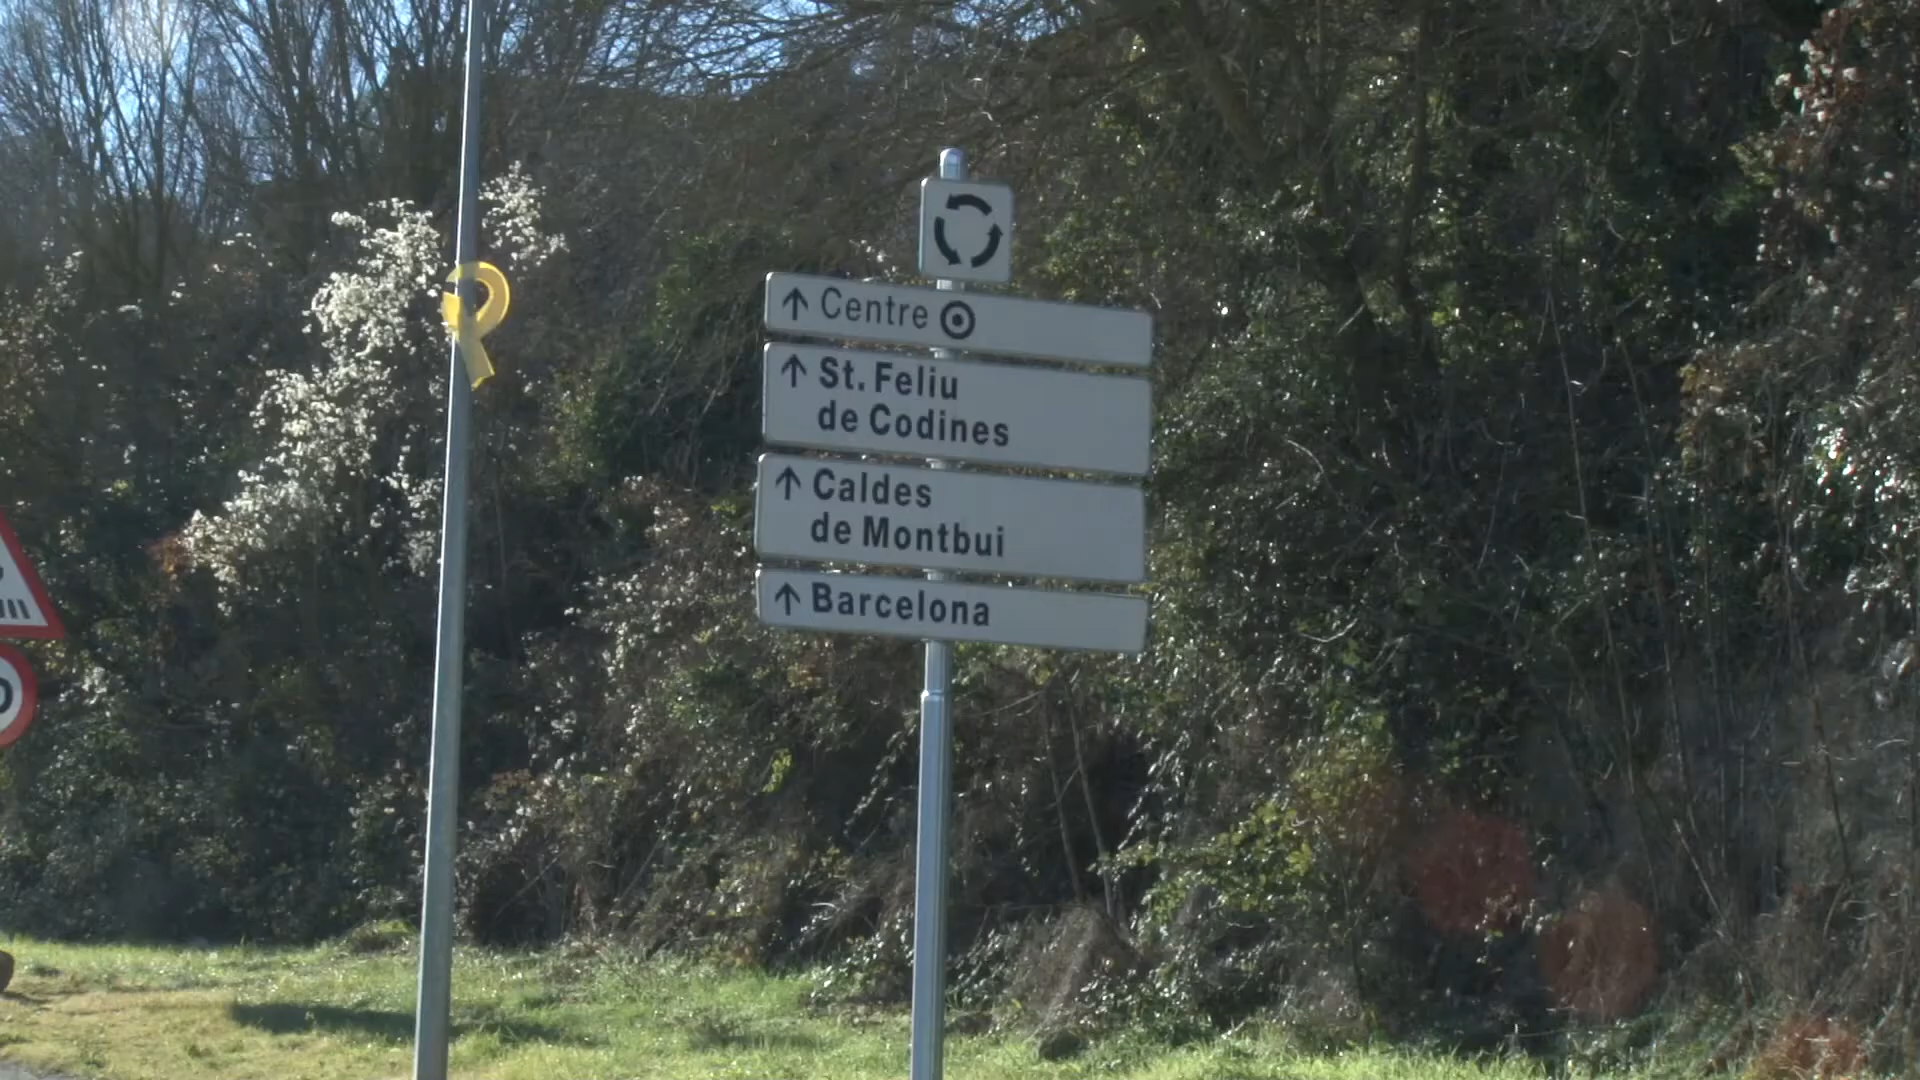 Centre
St. Feliu
de Codines
Caldes
de Montbui
Barcelona